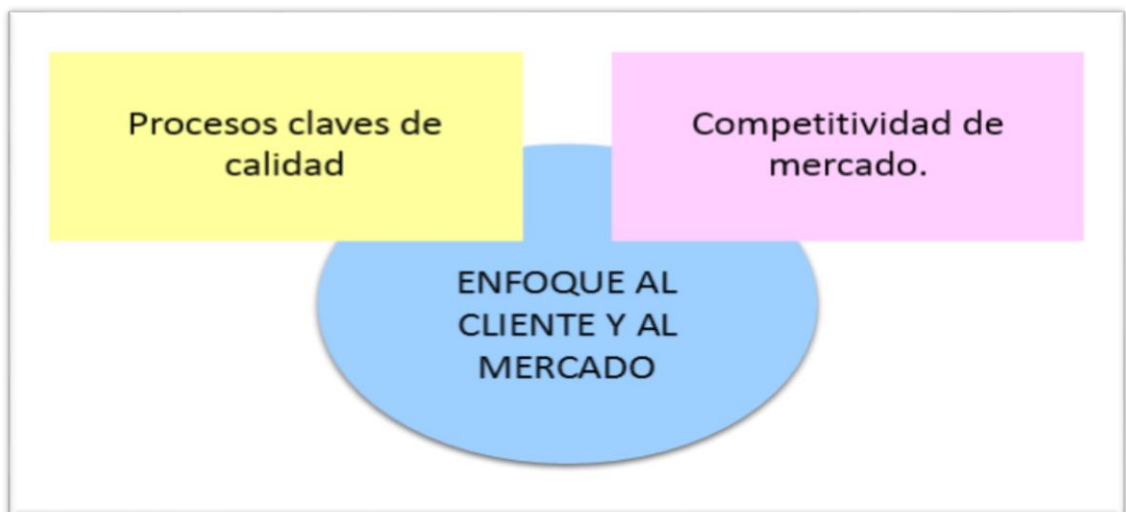 Procesos claves de
calidad
Competitividad de
mercado.
ENFOQUE AL
CLIENTE Y AL
MERCADO